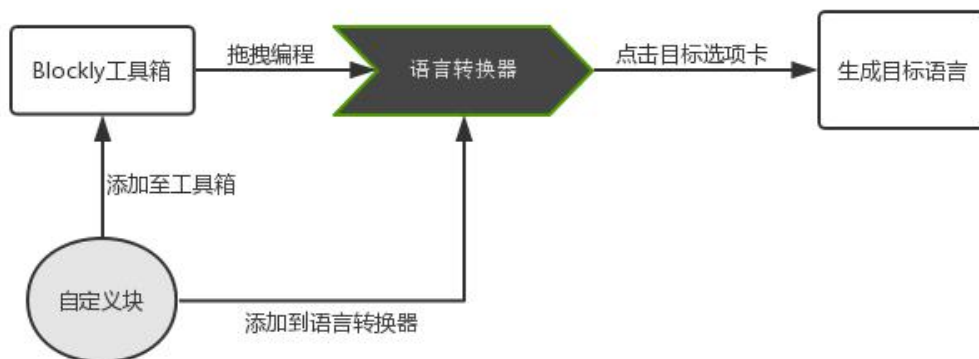 Blockly工具箱
拖拽编程
语言转换器
点击目标选项卡
生成目标语言
添加至工具箱
自定义块
添加到语言转换器